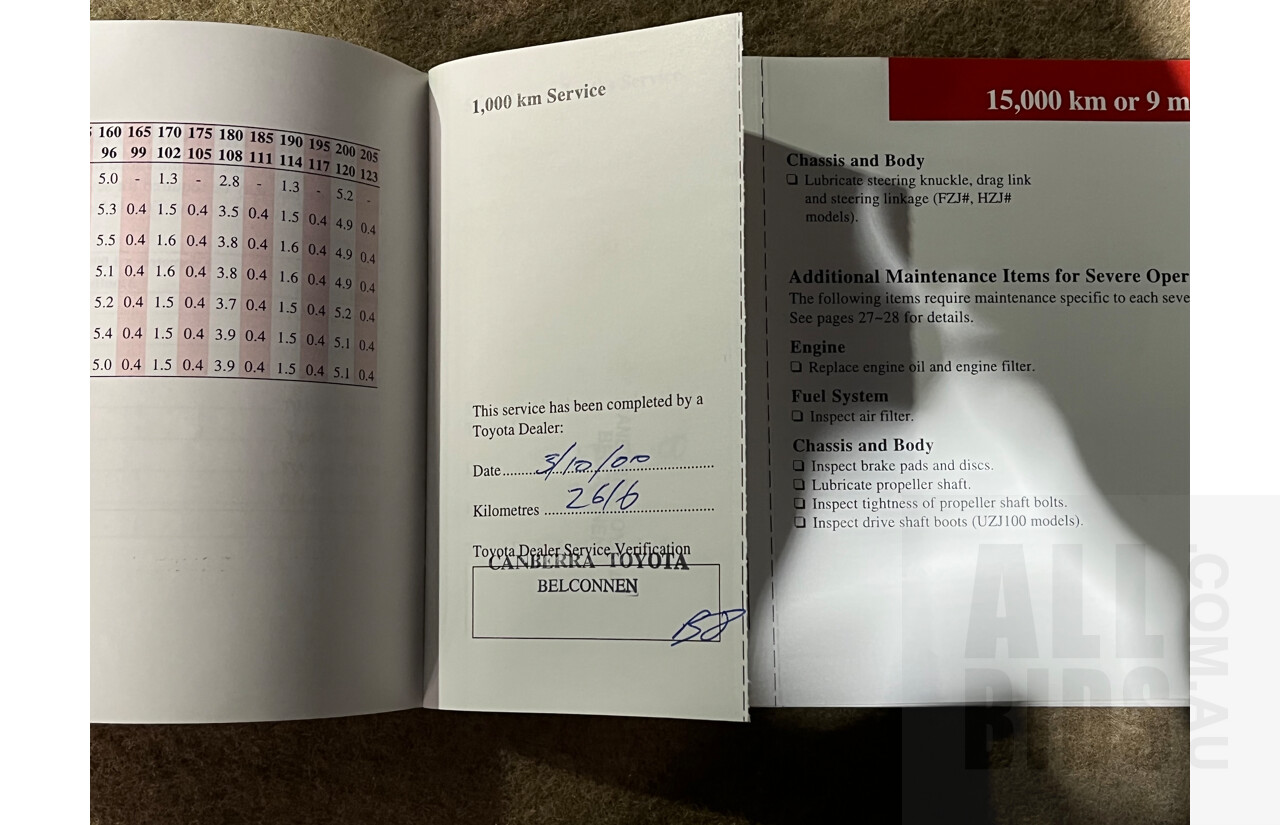 160 165 170 175 180 185 190 195 200 205
96 99 102 105 108 111 114 117 120 123
5.0 - 1.3 - 2.8 - 1.3 - 5.2 -
5.3 0.4 1.5 0.4 3.5 0.4 1.5 0.4 4.9 0.4
5.5 0.4 1.6 0.4 3.8 0.4 1.6 0.4 4.9 0.4
5.1 0.4 1.6 0.4 3.8 0.4 1.6 0.4 4.9 0.4
5.2 0.4 1.5 0.4 3.7 0.4 1.5 0.4 5.2 0.4
5.4 0.4 1.5 0.4 3.9 0.4 1.5 0.4 5.1 0.4
5.0 0.4 1.5 0.4 3.9 0.4 1.5 0.4 5.1 0.4
1,000 km Service
This service has been completed by a
Toyota Dealer:
Date 3/10/00
Kilometres 2616
Toyota Dealer Service Verification
CANBERRA TOYOTA
BELCONNEN
15,000 km or 9 m
Chassis and Body
❏ Lubricate steering knuckle, drag link
and steering linkage (FZJ#, HZJ#
models).
Additional Maintenance Items for Severe Oper
The following items require maintenance specific to each seve
See pages 27–28 for details.
Engine
❏ Replace engine oil and engine filter.
Fuel System
❏ Inspect air filter.
Chassis and Body
❏ Inspect brake pads and discs.
❏ Lubricate propeller shaft.
❏ Inspect tightness of propeller shaft bolts.
❏ Inspect drive shaft boots (UZJ100 models).
ALL
BIDS
.COM.AU